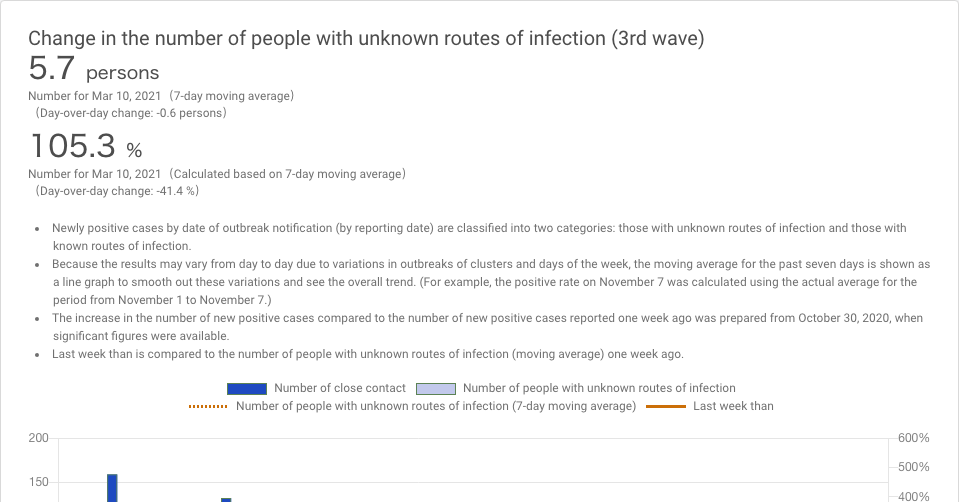 Change in the number of people with unknown routes of infection (3rd wave)
5.7 persons
Number for Mar 10, 2021（7-day moving average）
（Day-over-day change: -0.6 persons）
105.3 %
Number for Mar 10, 2021（Calculated based on 7-day moving average）
（Day-over-day change: -41.4 %）
• Newly positive cases by date of outbreak notification (by reporting date) are classified into two categories: those with unknown routes of infection and those with
known routes of infection.
• Because the results may vary from day to day due to variations in outbreaks of clusters and days of the week, the moving average for the past seven days is shown as
a line graph to smooth out these variations and see the overall trend. (For example, the positive rate on November 7 was calculated using the actual average for the
period from November 1 to November 7.)
• The increase in the number of new positive cases compared to the number of new positive cases reported one week ago was prepared from October 30, 2020, when
significant figures were available.
• Last week than is compared to the number of people with unknown routes of infection (moving average) one week ago.
Number of close contact Number of people with unknown routes of infection
Number of people with unknown routes of infection (7-day moving average) Last week than
200 600%
500%
150
400%